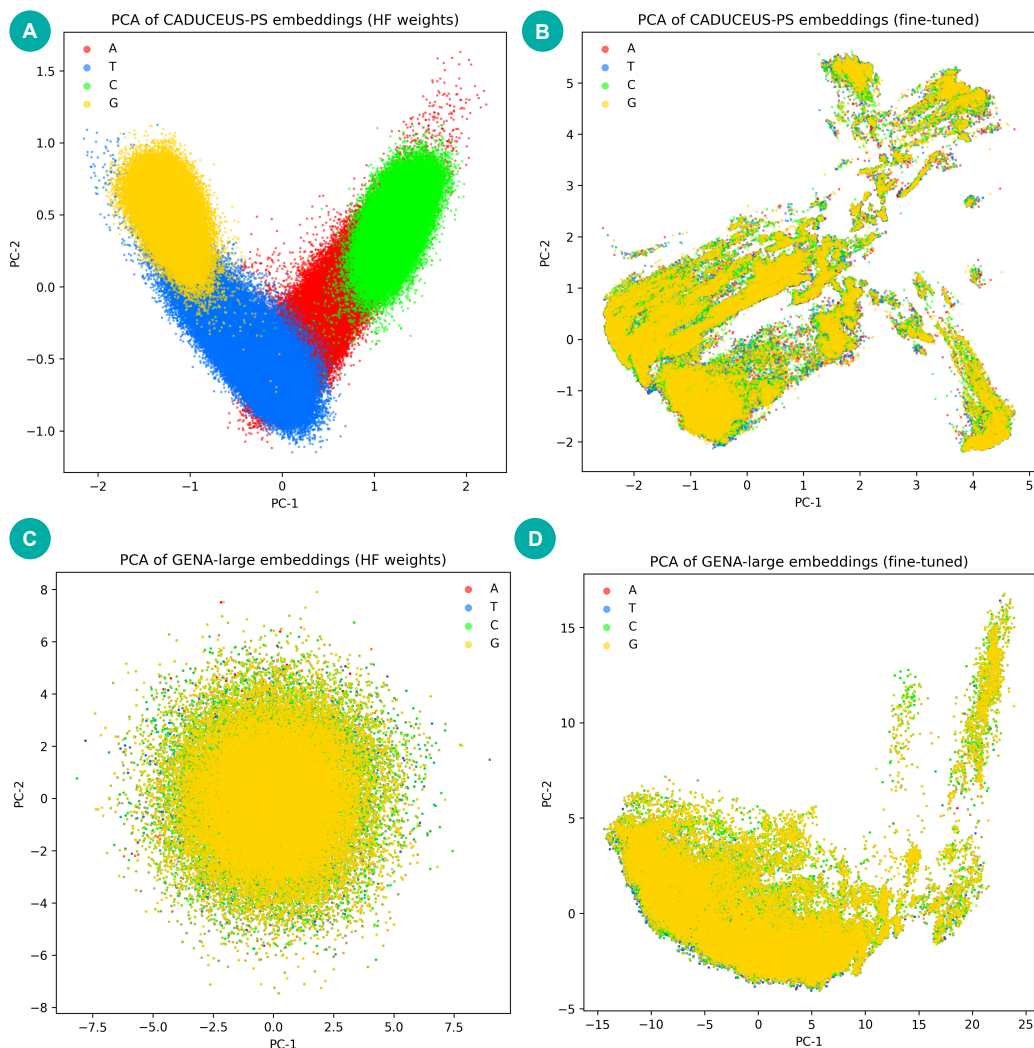 A
PCA of CADUCEUS-PS embeddings (HF weights)
A
T
C
G
1.5
1.0
0.5
0.0
−0.5
−1.0
PC-2
−2
−1
0
1
2
PC-1
B
PCA of CADUCEUS-PS embeddings (fine-tuned)
A
T
C
G
5
4
3
2
1
0
−1
−2
PC-2
−2
−1
0
1
2
3
4
5
PC-1
C
PCA of GENA-large embeddings (HF weights)
A
T
C
G
8
6
4
2
0
−2
−4
−6
−8
PC-2
−7.5
−5.0
−2.5
0.0
2.5
5.0
7.5
PC-1
D
PCA of GENA-large embeddings (fine-tuned)
A
T
C
G
15
10
5
0
−5
PC-2
−15
−10
−5
0
5
10
15
20
25
PC-1